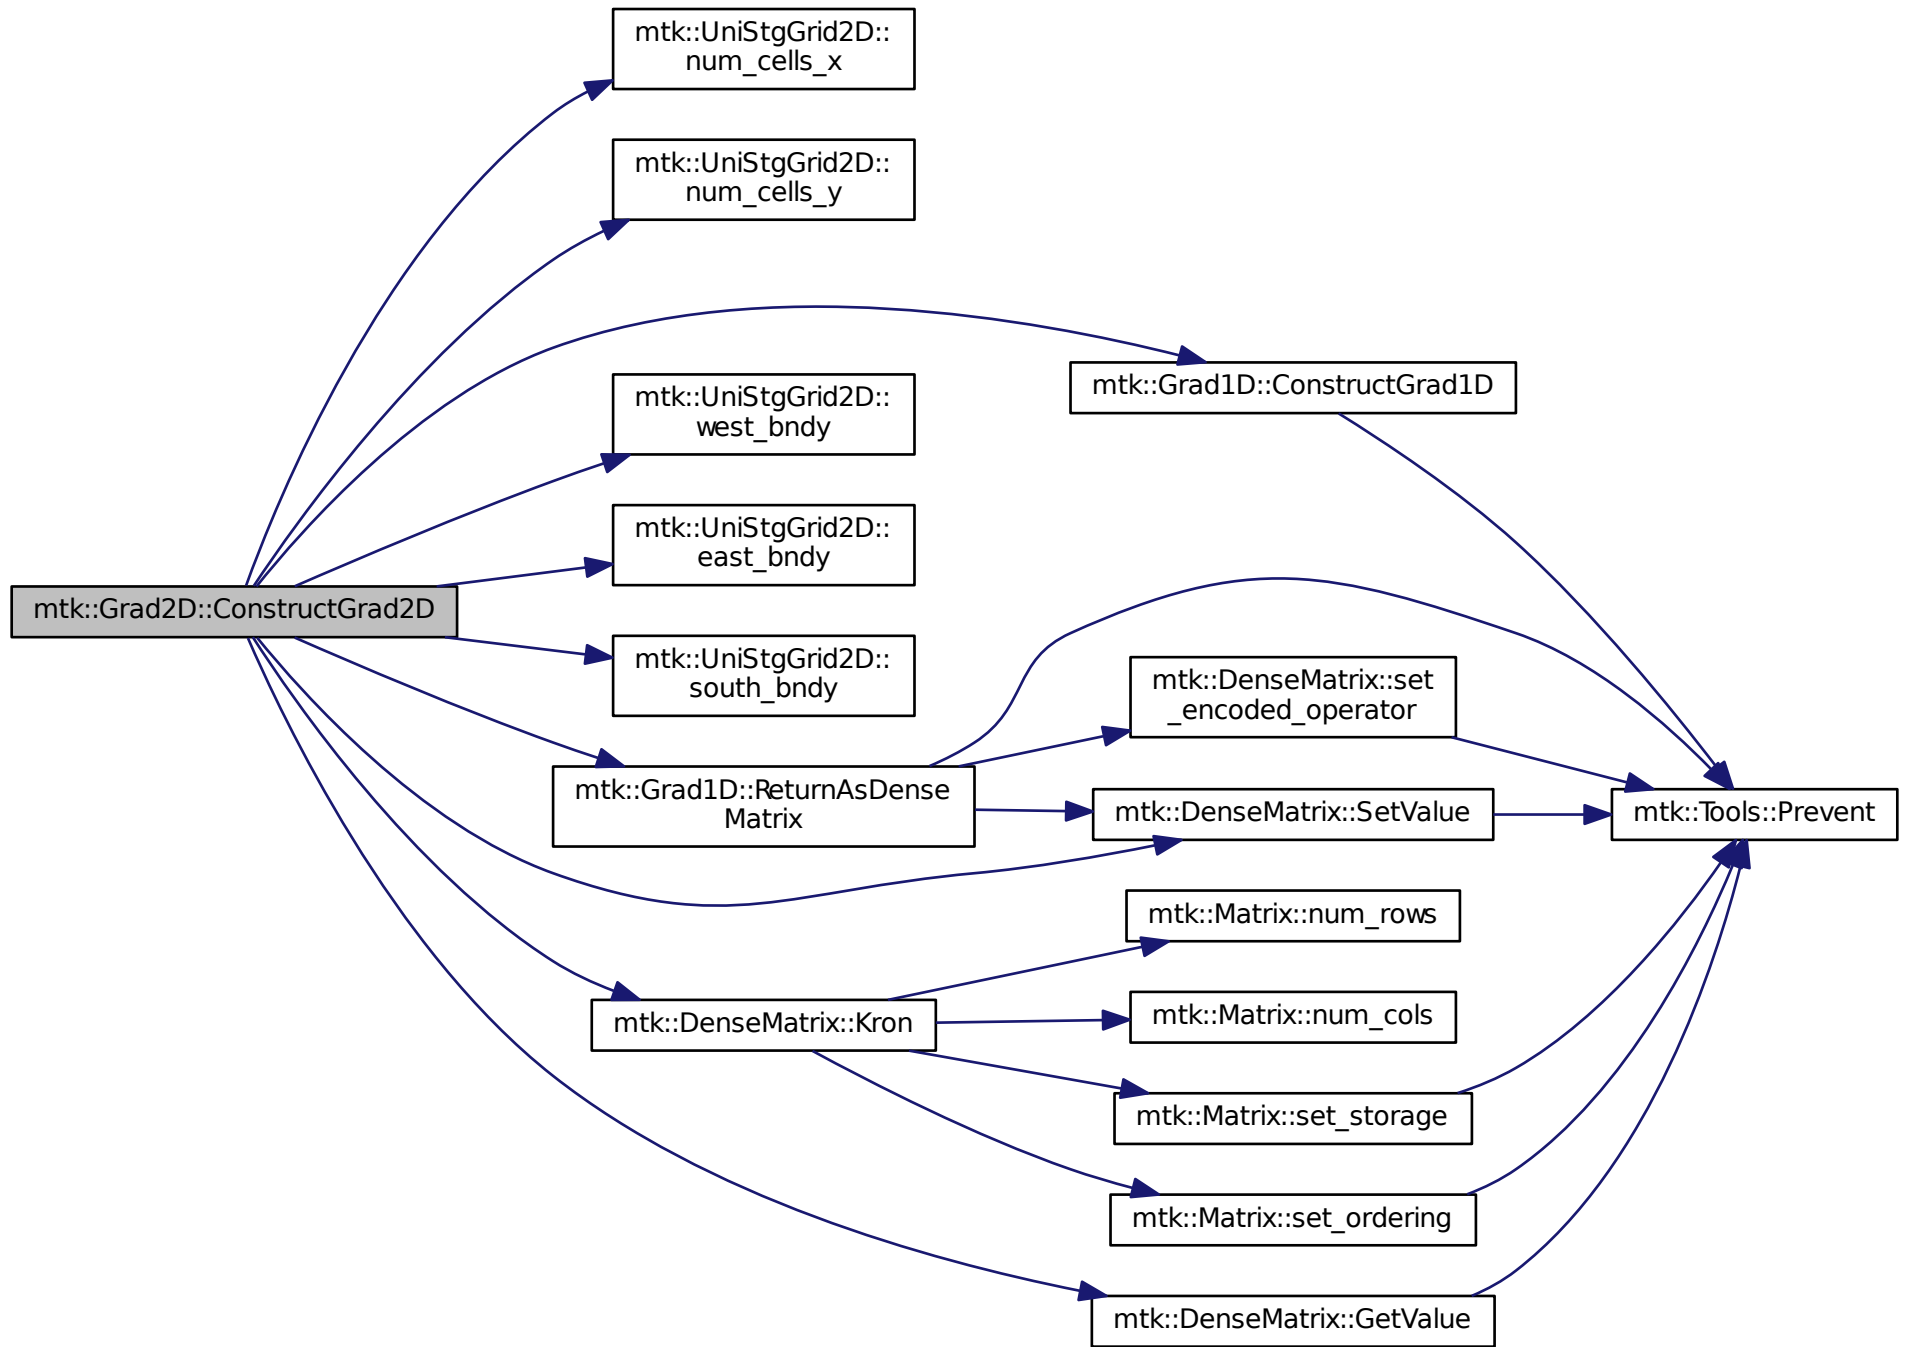 mtk::UniStgGrid2D::
num_cells_x
mtk::UniStgGrid2D::
num_cells_y
mtk::Grad1D::ConstructGrad1D
mtk::UniStgGrid2D::
west_bndy
mtk::UniStgGrid2D::
east_bndy
mtk::Grad2D::ConstructGrad2D
mtk::UniStgGrid2D::
south_bndy
mtk::DenseMatrix::set
_encoded_operator
mtk::Grad1D::ReturnAsDense
Matrix
mtk::DenseMatrix::SetValue
mtk::Tools::Prevent
mtk::Matrix::num_rows
mtk::DenseMatrix::Kron
mtk::Matrix::num_cols
mtk::Matrix::set_storage
mtk::Matrix::set_ordering
mtk::DenseMatrix::GetValue